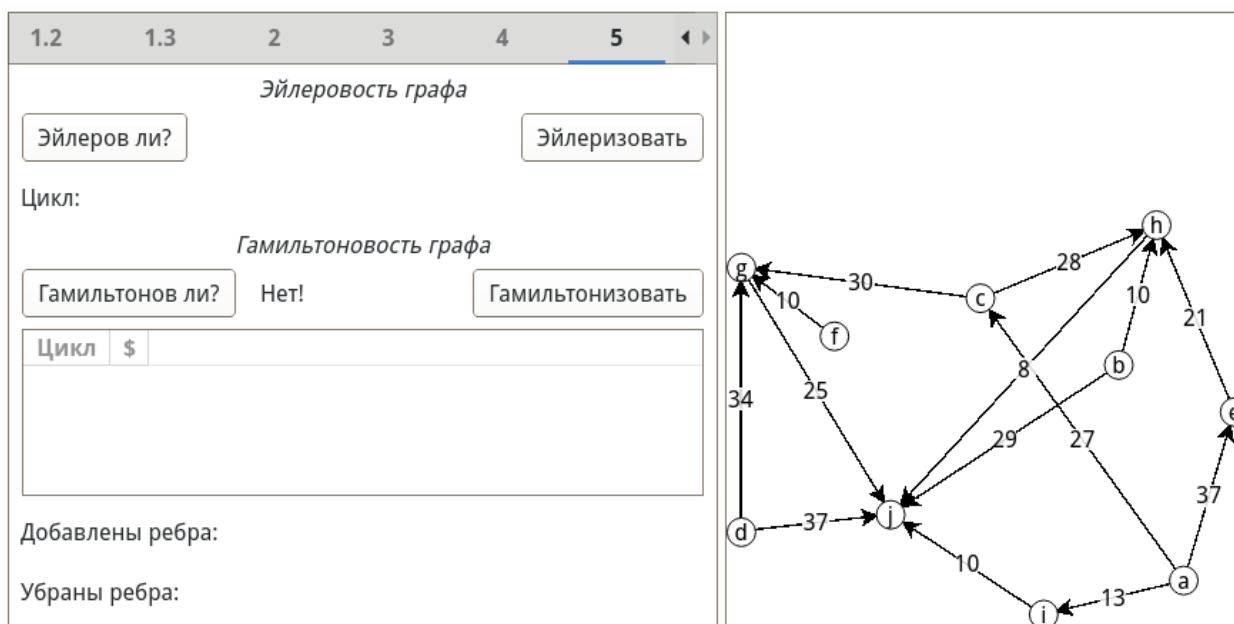 1.2 1.3 2 3 4 5
Эйлеровость графа
Эйлеров ли? Эйлеризовать
Цикл:
Гамильтоновость графа
Гамильтонов ли? Нет! Гамильтонизовать
Цикл $
Добавлены ребра:
Убраны ребра:
h
g 30 28
c 10
10 21
f
8 b
25
34 e
29 27
37
j
d 37
10
a
13
i